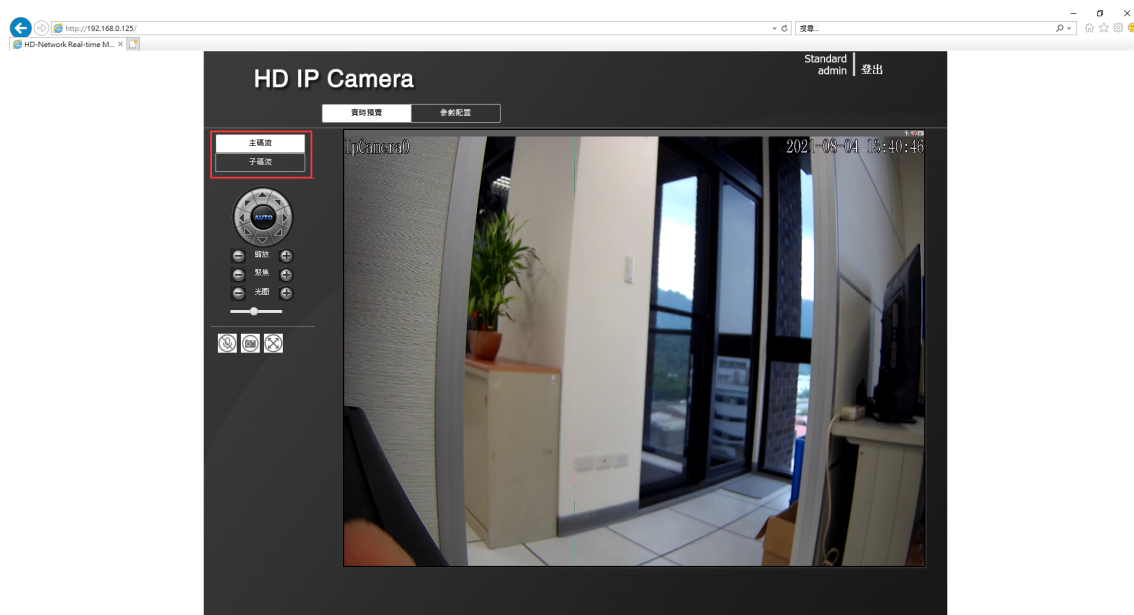 http://192.168.0.125/
搜尋...
HD-Network Real-time M...
HD IP Camera
Standard
admin
登出
實時預覽
參數配置
主碼流
子碼流
IpCamera0
2021-08-04 13:40:46
AUTO
縮放
聚焦
光圈